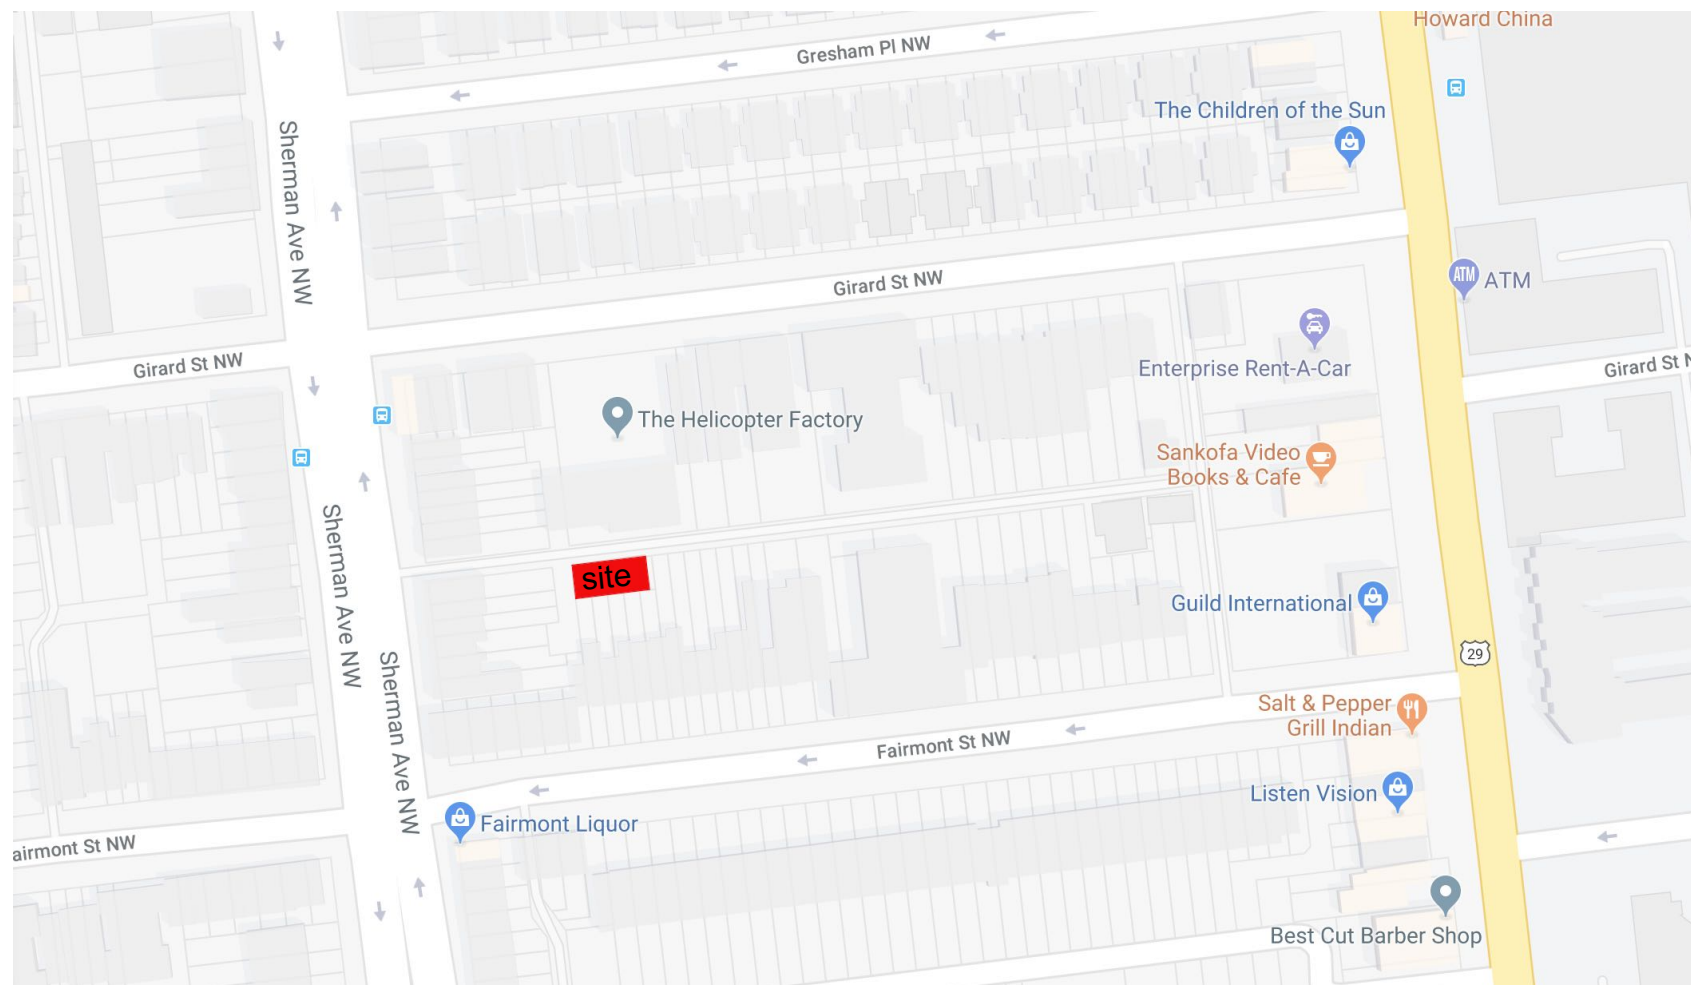 Howard China
Gresham Pl NW
The Children of the Sun
Sherman Ave NW
Girard St NW
ATM
ATM
Girard St NW
Enterprise Rent-A-Car
Girard St N
The Helicopter Factory
Sankofa Video
Books & Cafe
Sherman Ave NW
site
Guild International
29
Sherman Ave NW
Salt & Pepper
Grill Indian
Fairmont St NW
Listen Vision
Fairmont Liquor
airmont St NW
Best Cut Barber Shop